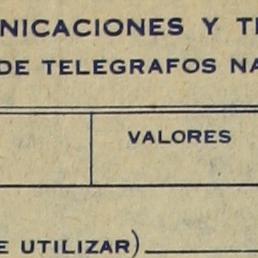 NICACIONES Y T
DE TELEGRAFOS NA
VALORES
E UTILIZAR)